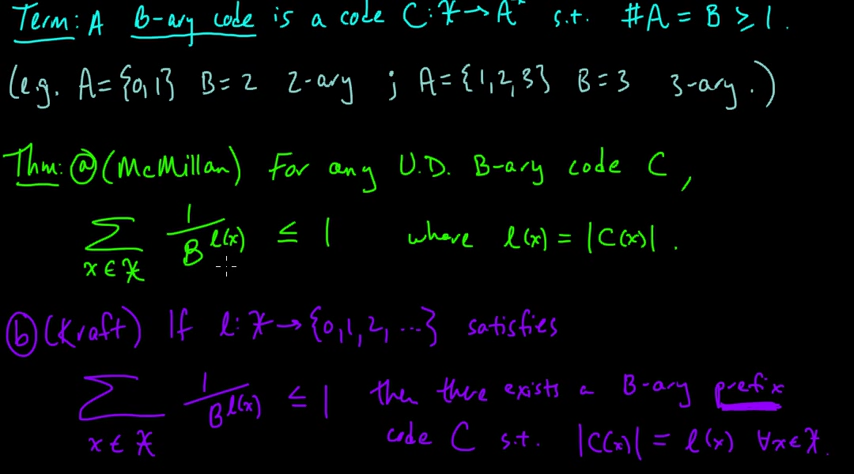 Term: A B-ary code is a code C: 𝒳 → A* s.t. #A = B ≥ 1.
(e.g. A = {0,1} B = 2 2-ary ; A = {1,2,3} B = 3 3-ary.)
Thm: ⓐ (McMillan) For any U.D. B-ary code C,
∑_{x∈𝒳} 1/B^{l(x)} ≤ 1 where l(x) = |C(x)|.
ⓑ (Kraft) If l: 𝒳 → {0,1,2,...} satisfies
∑_{x∈𝒳} 1/B^{l(x)} ≤ 1 then there exists a B-ary prefix
code C s.t. |C(x)| = l(x) ∀x∈𝒳.